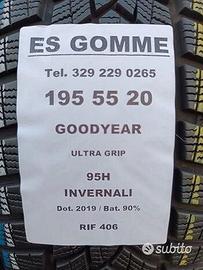 ES GOMME
Tel. 329 229 0265
195 55 20
GOODYEAR
ULTRA GRIP
95H
INVERNALI
Dot. 2019 / Bat. 90%
RIF 406
subito